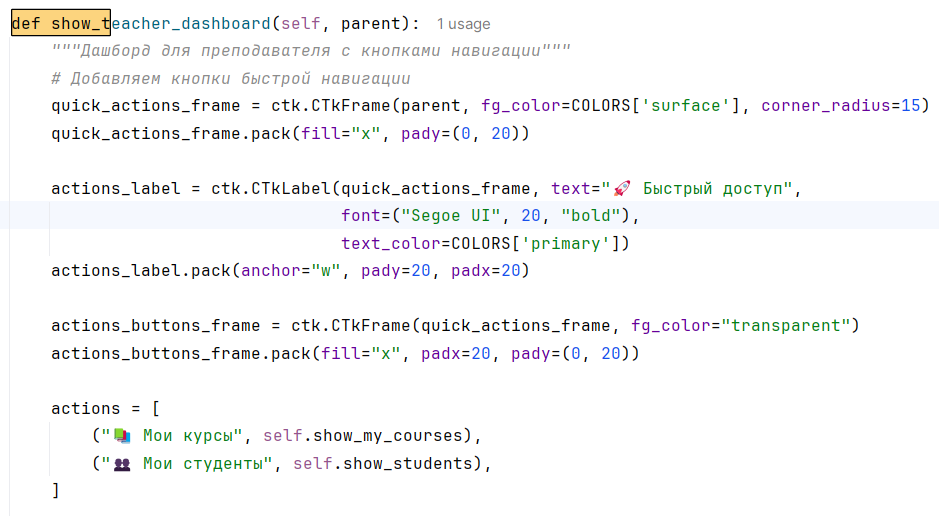 def show_teacher_dashboard(self, parent): 1 usage
"""Дашборд для преподавателя с кнопками навигации"""
# Добавляем кнопки быстрой навигации
quick_actions_frame = ctk.CTkFrame(parent, fg_color=COLORS['surface'], corner_radius=15)
quick_actions_frame.pack(fill="x", pady=(0, 20))
actions_label = ctk.CTkLabel(quick_actions_frame, text="🚀 Быстрый доступ",
font=("Segoe UI", 20, "bold"),
text_color=COLORS['primary'])
actions_label.pack(anchor="w", pady=20, padx=20)
actions_buttons_frame = ctk.CTkFrame(quick_actions_frame, fg_color="transparent")
actions_buttons_frame.pack(fill="x", padx=20, pady=(0, 20))
actions = [
("📚 Мои курсы", self.show_my_courses),
("👥 Мои студенты", self.show_students),
]